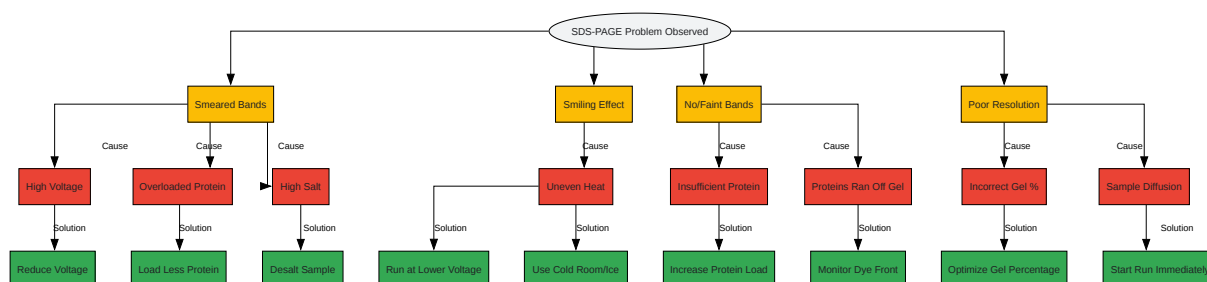 SDS-PAGE Problem Observed
Smeared Bands
Smiling Effect
No/Faint Bands
Poor Resolution
Cause
Cause
Cause
Cause
Cause
Cause
Cause
Cause
High Voltage
Overloaded Protein
High Salt
Uneven Heat
Insufficient Protein
Proteins Ran Off Gel
Incorrect Gel %
Sample Diffusion
Solution
Solution
Solution
Solution
Solution
Solution
Solution
Solution
Solution
Reduce Voltage
Load Less Protein
Desalt Sample
Run at Lower Voltage
Use Cold Room/Ice
Increase Protein Load
Monitor Dye Front
Optimize Gel Percentage
Start Run Immediately